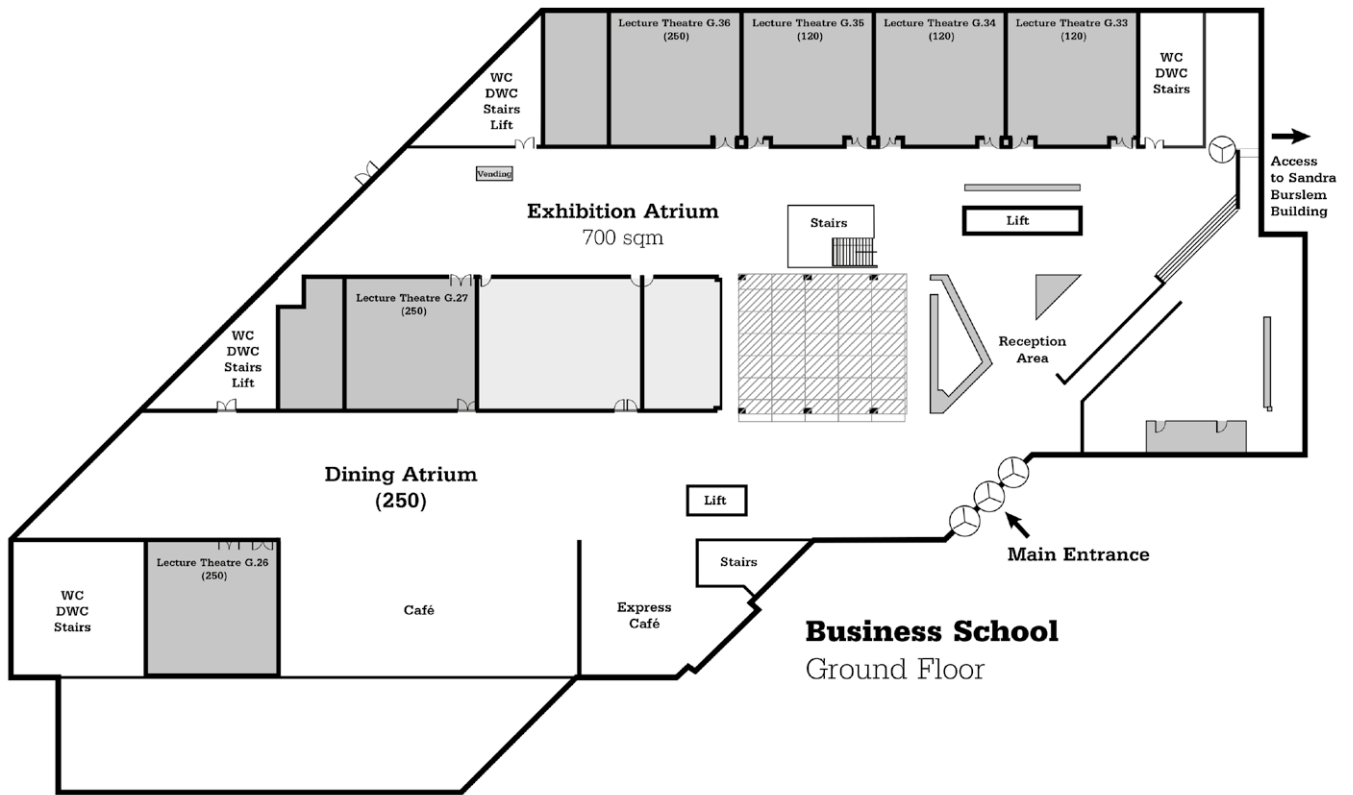 Lecture Theatre G.36
(250)
Lecture Theatre G.35
(120)
Lecture Theatre G.34
(120)
Lecture Theatre G.33
(120)
WC
DWC
Stairs
Lift
WC
DWC
Stairs
Vending
Access
to Sandra
Burslem
Building
Exhibition Atrium
700 sqm
Stairs
Lift
Lecture Theatre G.27
(250)
WC
DWC
Stairs
Lift
Reception
Area
Dining Atrium
(250)
Lift
Main Entrance
Lecture Theatre G.26
(250)
Stairs
WC
DWC
Stairs
Café
Express
Café
Business School
Ground Floor